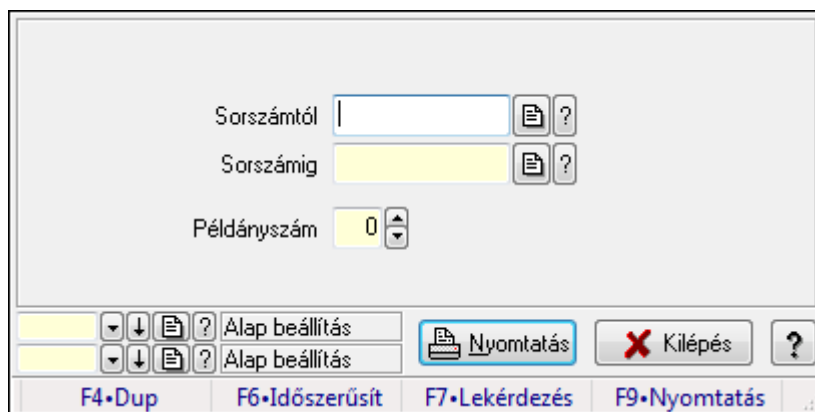 Sorszámtól ?
Sorszámig ?
Példányszám 0
? Alap beállítás
? Alap beállítás
Nyomtatás Kilépés ?
F4•Dup F6•Időszerűsít F7•Lekérdezés F9•Nyomtatás